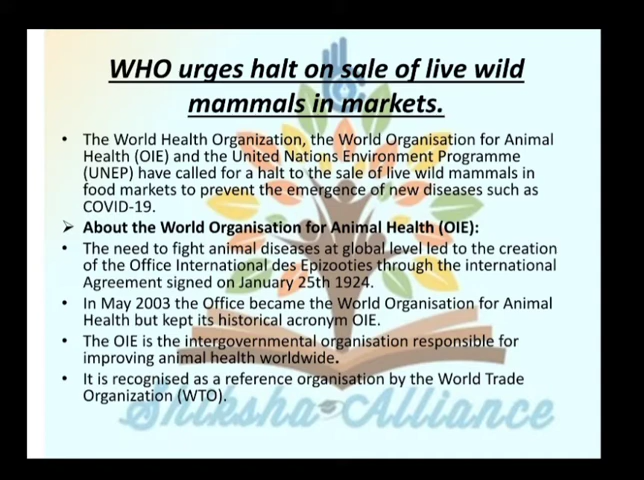 WHO urges halt on sale of live wild
mammals in markets.
• The World Health Organization, the World Organisation for Animal
Health (OIE) and the United Nations Environment Programme
(UNEP) have called for a halt to the sale of live wild mammals in
food markets to prevent the emergence of new diseases such as
COVID-19.
➢ About the World Organisation for Animal Health (OIE):
• The need to fight animal diseases at global level led to the creation
of the Office International des Epizooties through the international
Agreement signed on January 25th 1924.
• In May 2003 the Office became the World Organisation for Animal
Health but kept its historical acronym OIE.
• The OIE is the intergovernmental organisation responsible for
improving animal health worldwide.
• It is recognised as a reference organisation by the World Trade
Organization (WTO).
Shiksha Alliance